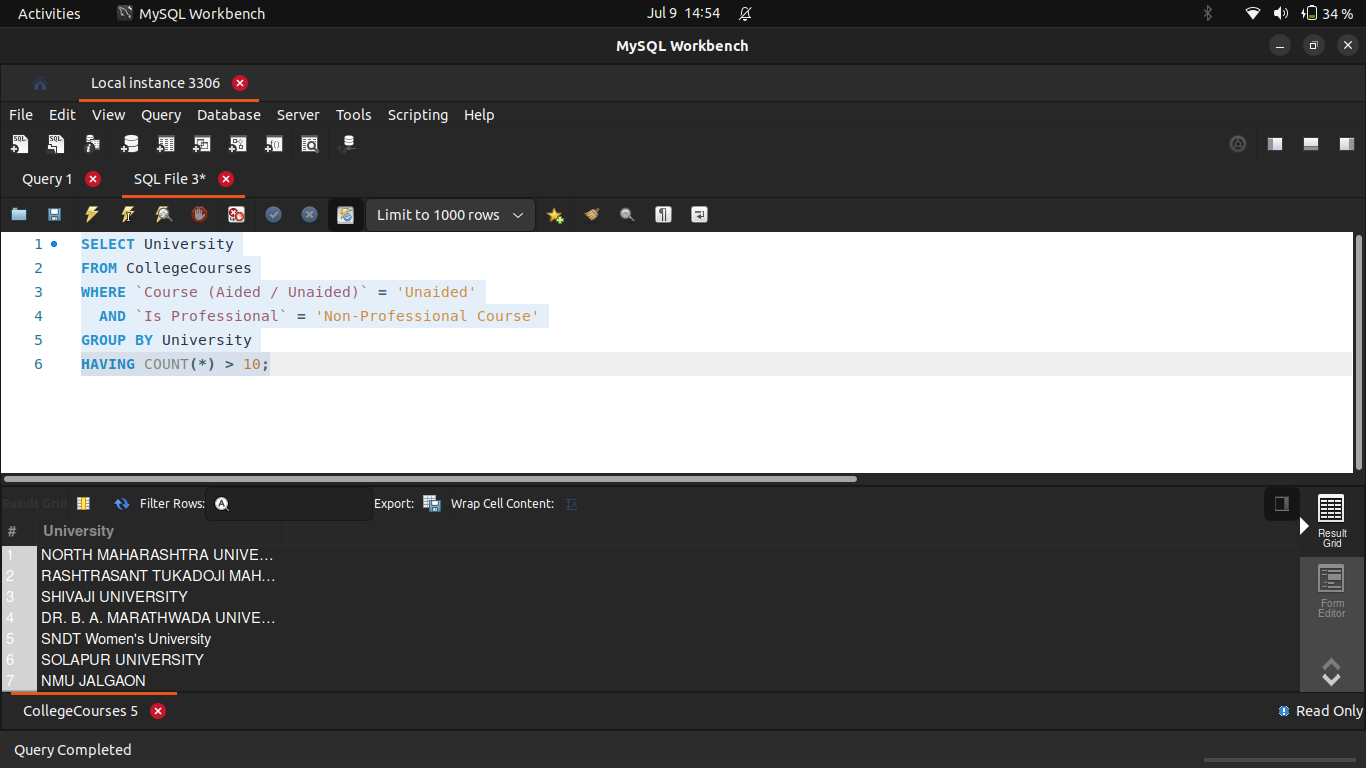 Activities MySQL Workbench Jul 9 14:54 34 %
MySQL Workbench
Local instance 3306
File Edit View Query Database Server Tools Scripting Help
Query 1 SQL File 3*
Limit to 1000 rows
1 SELECT University
2 FROM CollegeCourses
3 WHERE `Course (Aided / Unaided)` = 'Unaided'
4 AND `Is Professional` = 'Non-Professional Course'
5 GROUP BY University
6 HAVING COUNT(*) > 10;
Result Grid Filter Rows: Export: Wrap Cell Content:
# University
1 NORTH MAHARASHTRA UNIVE...
2 RASHTRASANT TUKADOJI MAH...
3 SHIVAJI UNIVERSITY
4 DR. B. A. MARATHWADA UNIVE...
5 SNDT Women's University
6 SOLAPUR UNIVERSITY
7 NMU JALGAON
Result
Grid
Form
Editor
CollegeCourses 5 Read Only
Query Completed